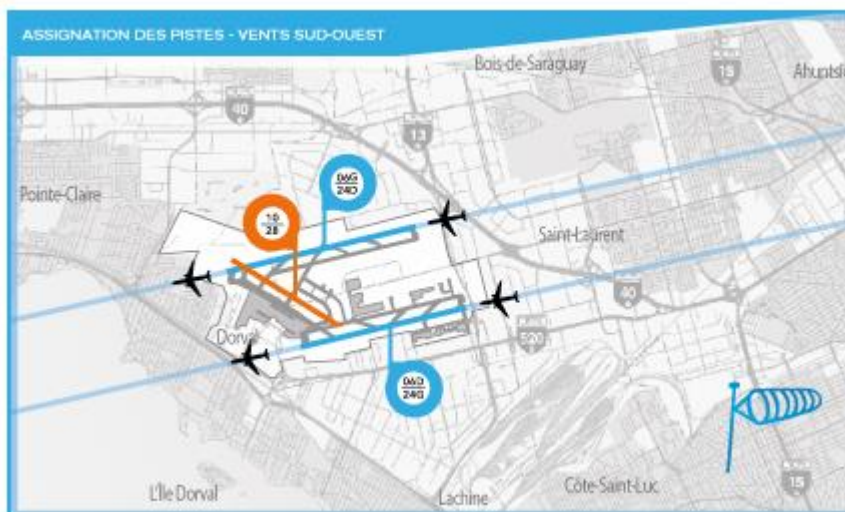 ASSIGNATION DES PISTES - VENTS SUD-OUEST
Bois-de-Saraguay
15
40
13
Pointe-Claire
06G
24D
10
28
Saint-Laurent
40
Dorval
520
06D
24G
L'Île Dorval
Lachine
Côte-Saint-Luc
15